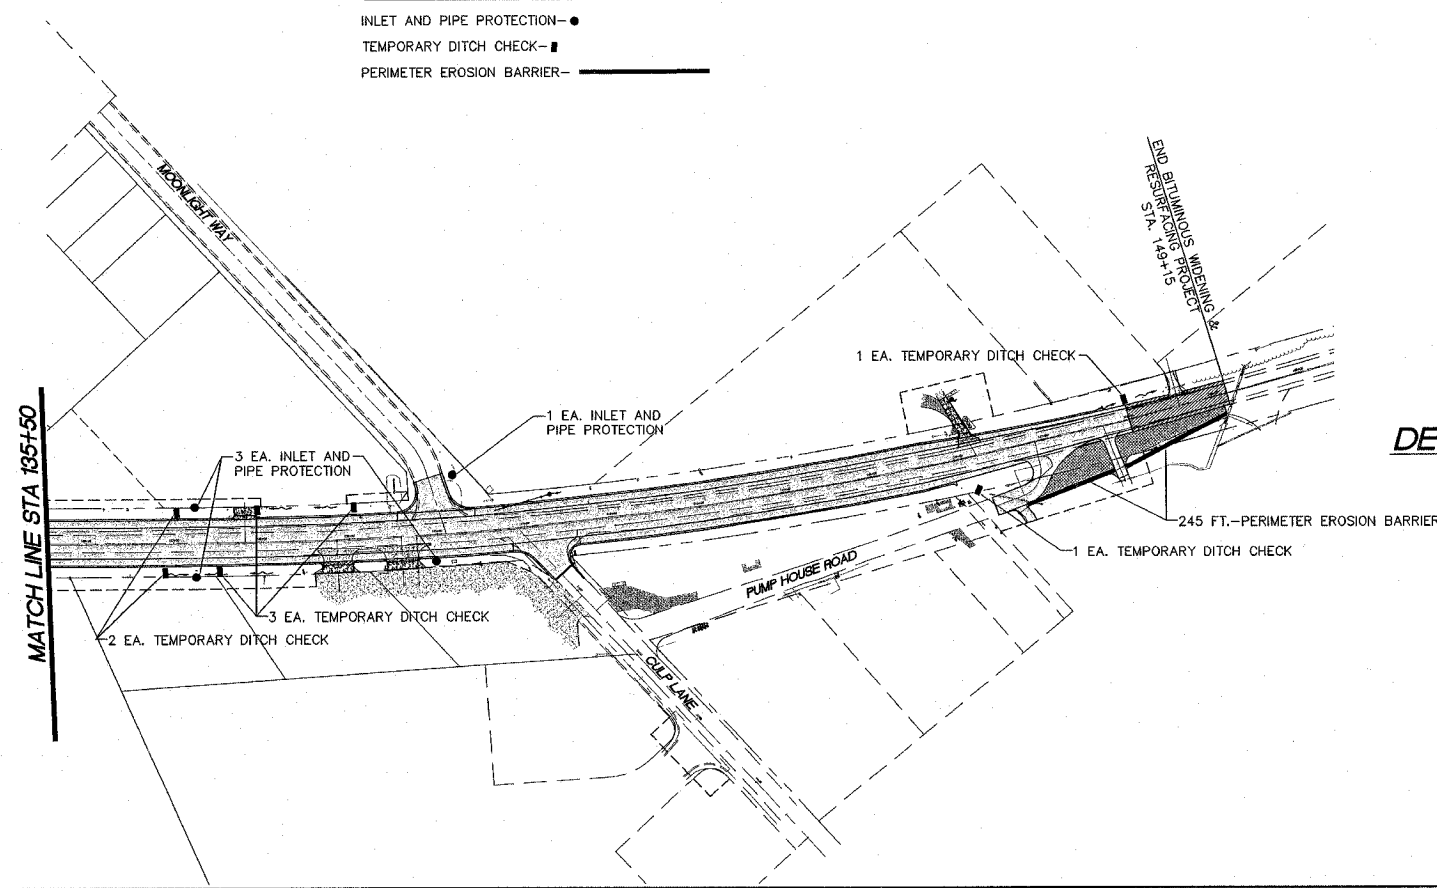 INLET AND PIPE PROTECTION-
TEMPORARY DITCH CHECK-
PERIMETER EROSION BARRIER-
MOONLIGHT WAY
END BITUMINOUS WIDENING &
RESURFACING PROJECT
STA. 149+15
1 EA. TEMPORARY DITCH CHECK
1 EA. INLET AND
PIPE PROTECTION
3 EA. INLET AND
PIPE PROTECTION
MATCH LINE STA 135+50
DE
245 FT.-PERIMETER EROSION BARRIER
1 EA. TEMPORARY DITCH CHECK
PUMP HOUSE ROAD
3 EA. TEMPORARY DITCH CHECK
2 EA. TEMPORARY DITCH CHECK
CULP LANE